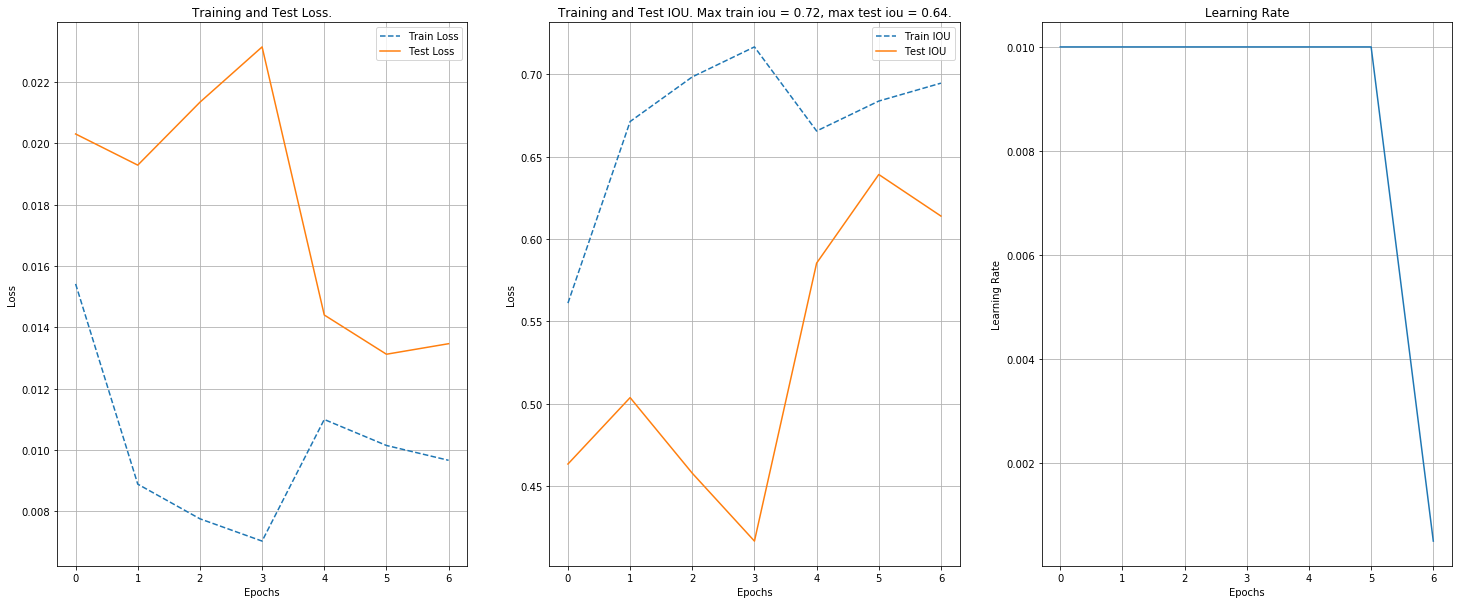 Training and Test Loss.
Train Loss
Test Loss
0.022
0.020
0.018
0.016
0.014
0.012
0.010
0.008
Loss
0 1 2 3 4 5 6
Epochs
Training and Test IOU. Max train iou = 0.72, max test iou = 0.64.
Train IOU
Test IOU
0.70
0.65
0.60
0.55
0.50
0.45
Loss
0 1 2 3 4 5 6
Epochs
Learning Rate
0.010
0.008
0.006
0.004
0.002
Learning Rate
0 1 2 3 4 5 6
Epochs